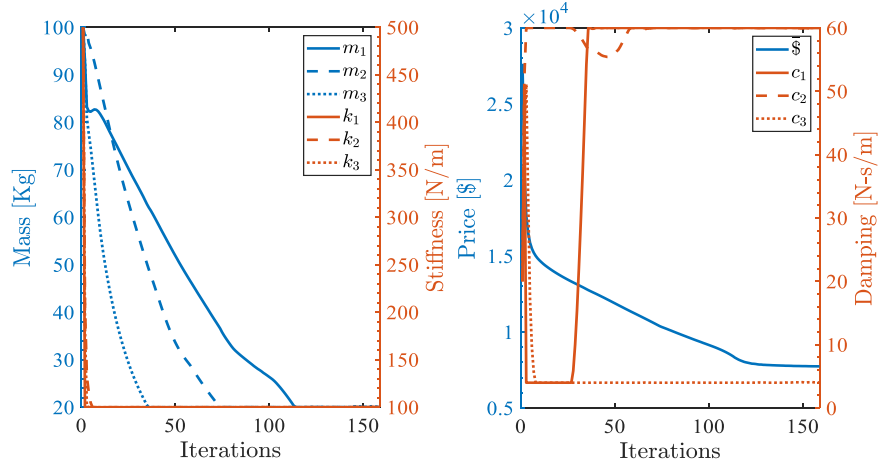 ×10⁴
100
90
80
70
60
50
40
30
20
Mass [Kg]
0
50
100
150
Iterations
500
450
400
350
300
250
200
150
100
Stiffness [N/m]
m₁
m₂
m₃
k₁
k₂
k₃
3
2.5
2
1.5
1
0.5
Price [$]
0
50
100
150
Iterations
60
50
40
30
20
10
0
Damping [N-s/m]
$̄
c₁
c₂
c₃